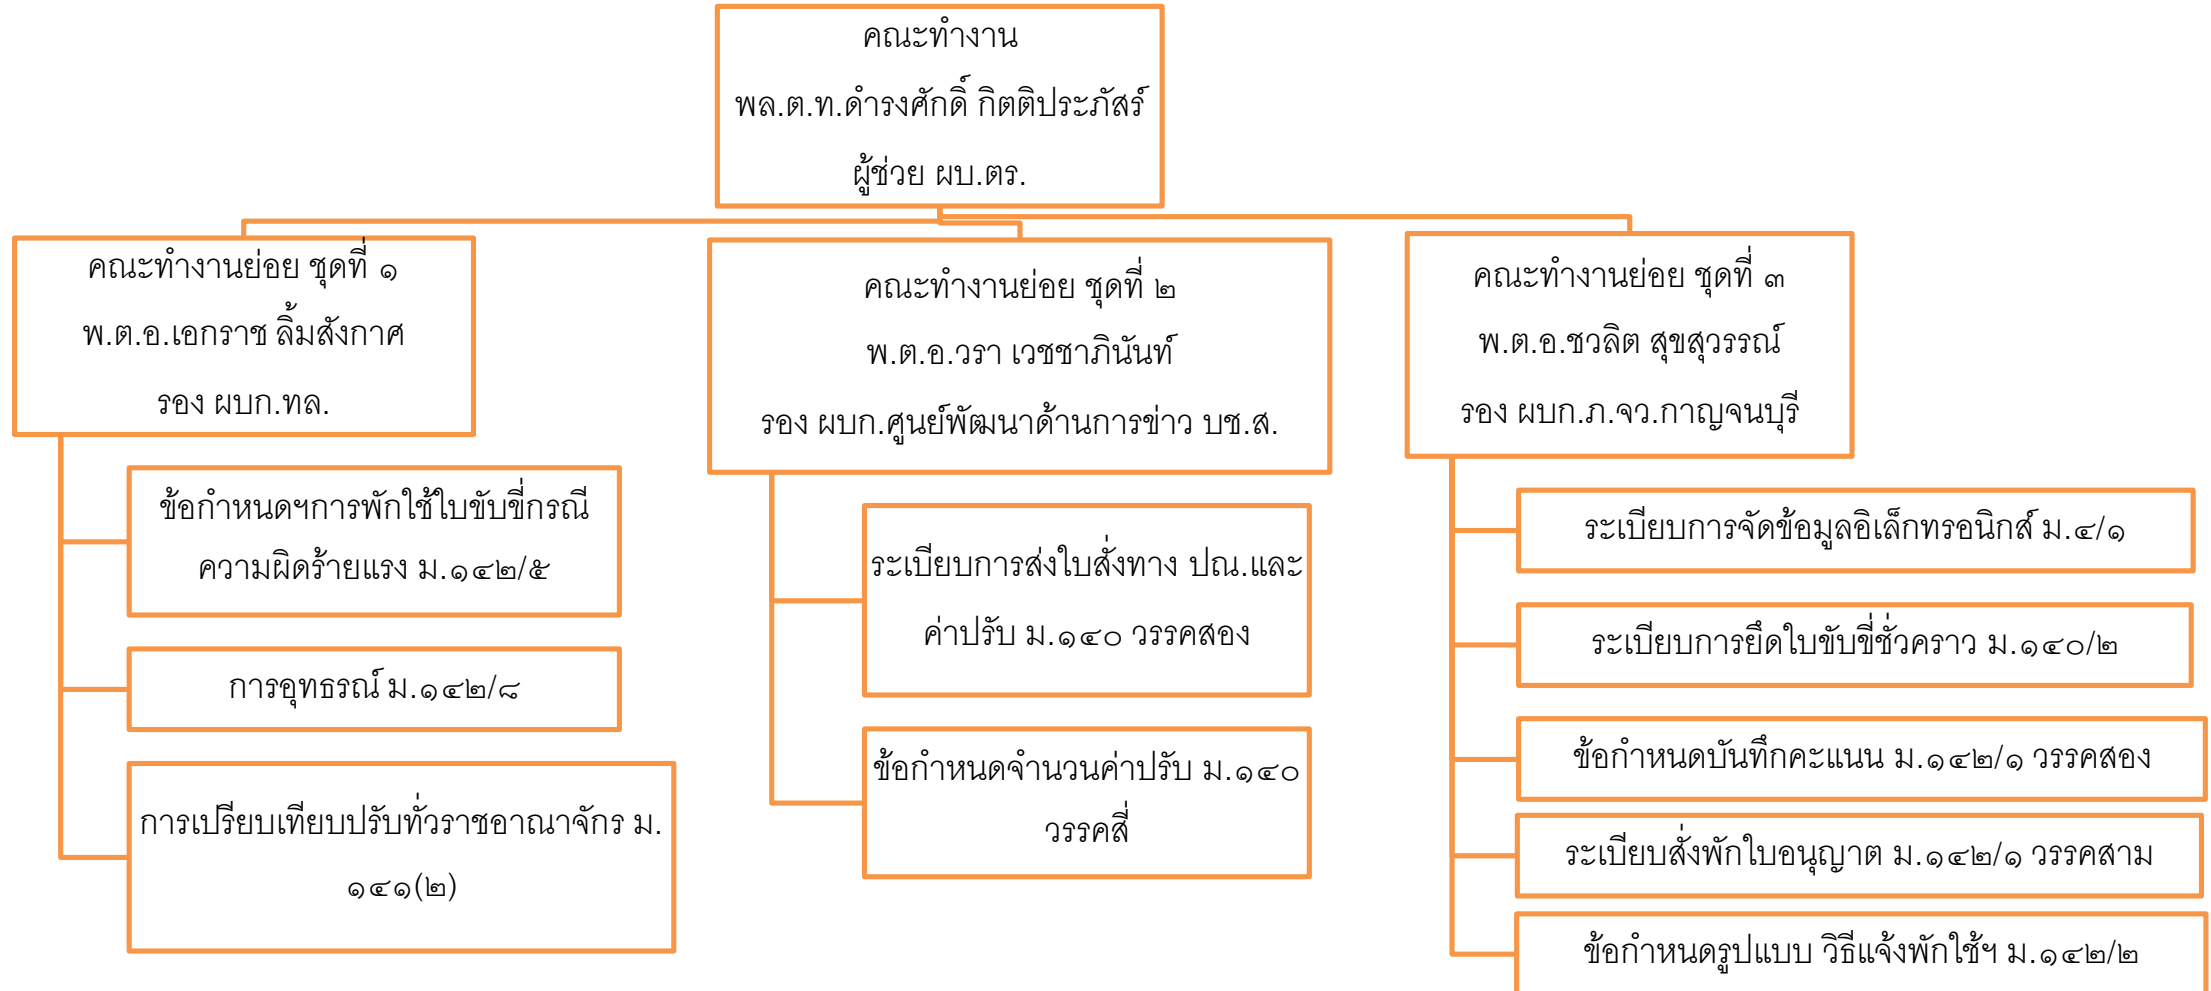 คณะทำงาน
พล.ต.ท.ดำรงศักดิ์ กิตติประภัสร์
ผู้ช่วย ผบ.ตร.
คณะทำงานย่อย ชุดที่ ๑
พ.ต.อ.เอกราช ลิ้มสังกาศ
รอง ผบก.ทล.
ข้อกำหนดฯการพักใช้ใบขับขี่กรณี
ความผิดร้ายแรง ม.๑๔๒/๕
การอุทธรณ์ ม.๑๔๒/๘
การเปรียบเทียบปรับทั่วราชอาณาจักร ม.
๑๔๑(๒)
คณะทำงานย่อย ชุดที่ ๒
พ.ต.อ.วรา เวชชาภินันท์
รอง ผบก.ศูนย์พัฒนาด้านการข่าว บช.ส.
ระเบียบการส่งใบสั่งทาง ปณ.และ
ค่าปรับ ม.๑๔๐ วรรคสอง
ข้อกำหนดจำนวนค่าปรับ ม.๑๔๐
วรรคสี่
คณะทำงานย่อย ชุดที่ ๓
พ.ต.อ.ชวลิต สุขสุวรรณ์
รอง ผบก.ภ.จว.กาญจนบุรี
ระเบียบการจัดข้อมูลอิเล็กทรอนิกส์ ม.๔/๑
ระเบียบการยึดใบขับขี่ชั่วคราว ม.๑๔๐/๒
ข้อกำหนดบันทึกคะแนน ม.๑๔๒/๑ วรรคสอง
ระเบียบสั่งพักใบอนุญาต ม.๑๔๒/๑ วรรคสาม
ข้อกำหนดรูปแบบ วิธีแจ้งพักใช้ฯ ม.๑๔๒/๒